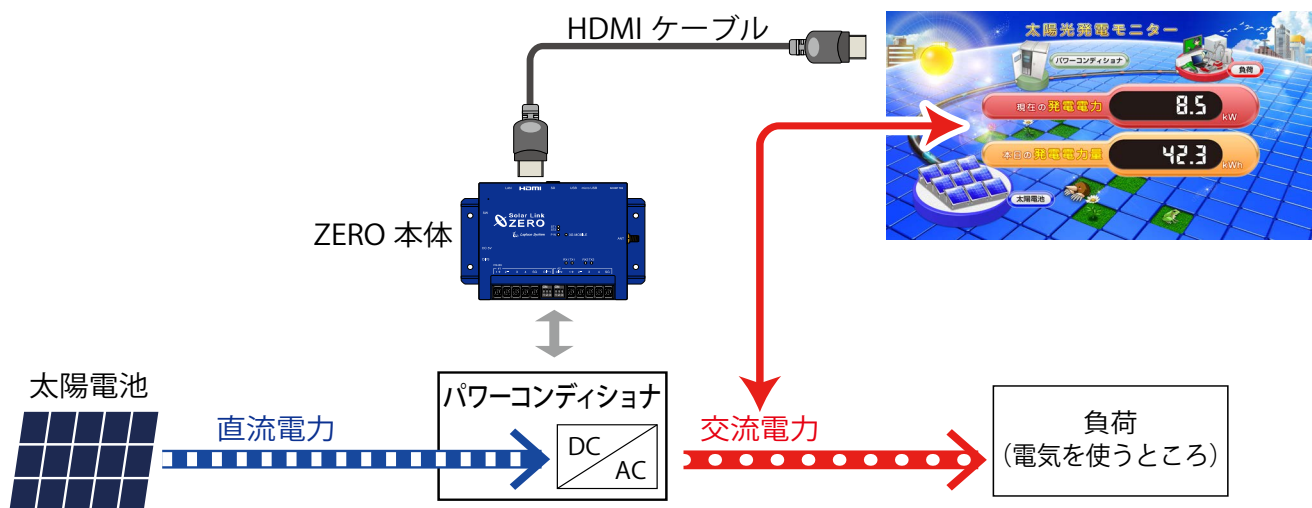 HDMI ケーブル
太陽光発電モニター
パワーコンディショナ
負荷
現在の発電電力
8.5
kW
本日の発電電力量
42.3
kWh
太陽電池
ZERO 本体
HDMI
Solar Link
ZERO
太陽電池
直流電力
パワーコンディショナ
DC
AC
交流電力
負荷
(電気を使うところ)